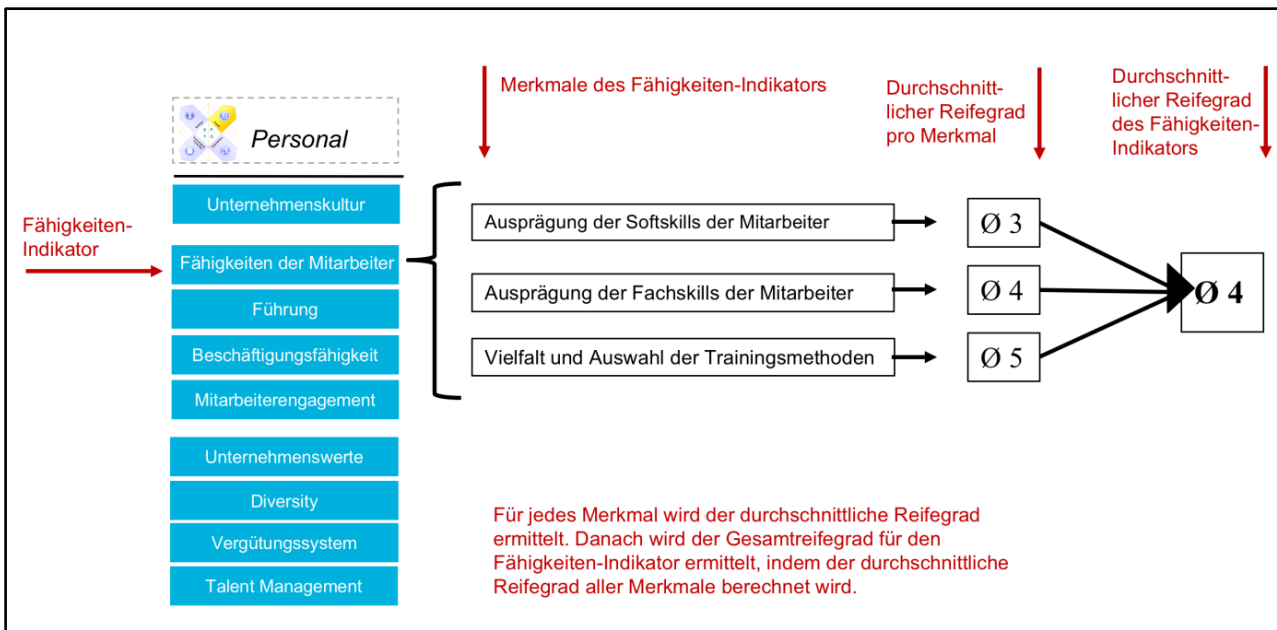 Merkmale des Fähigkeiten-Indikators
Durchschnitt-
licher Reifegrad
pro Merkmal
Durchschnitt-
licher Reifegrad
des Fähigkeiten-
Indikators
Personal
Fähigkeiten-
Indikator
Unternehmenskultur
Fähigkeiten der Mitarbeiter
Führung
Beschäftigungsfähigkeit
Mitarbeiterengagement
Unternehmenswerte
Diversity
Vergütungssystem
Talent Management
Ausprägung der Softskills der Mitarbeiter
Ø 3
Ausprägung der Fachskills der Mitarbeiter
Ø 4
Vielfalt und Auswahl der Trainingsmethoden
Ø 5
Ø 4
Für jedes Merkmal wird der durchschnittliche Reifegrad
ermittelt. Danach wird der Gesamtreifegrad für den
Fähigkeiten-Indikator ermittelt, indem der durchschnittliche
Reifegrad aller Merkmale berechnet wird.